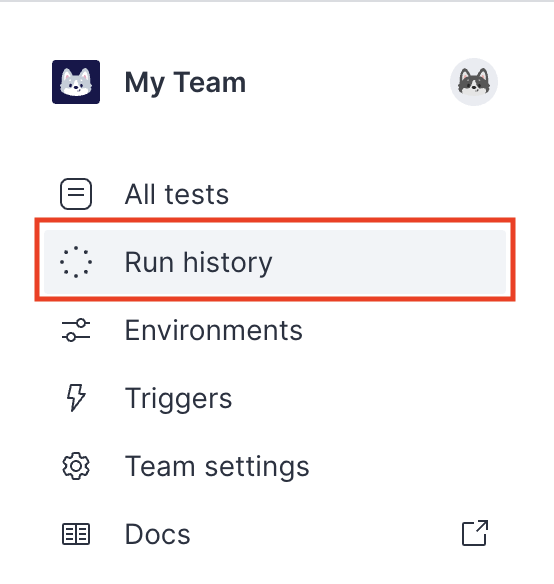 My Team
All tests
Run history
Environments
Triggers
Team settings
Docs